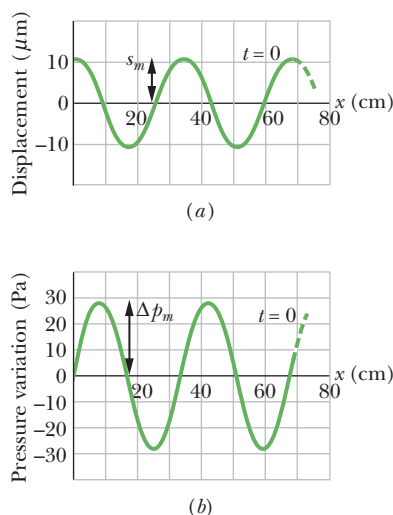 Displacement (μm)
10
0
–10
s_m
t = 0
20
40
60
80
x (cm)
(a)
Pressure variation (Pa)
30
20
10
0
–10
–20
–30
Δp_m
t = 0
20
40
60
80
x (cm)
(b)